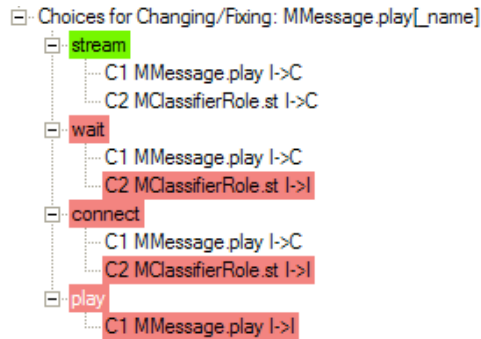 Choices for Changing/Fixing: MMessage.play[_name]
stream
C1 MMessage.play I->C
C2 MClassifierRole.st I->C
wait
C1 MMessage.play I->C
C2 MClassifierRole.st I->I
connect
C1 MMessage.play I->C
C2 MClassifierRole.st I->I
play
C1 MMessage.play I->I